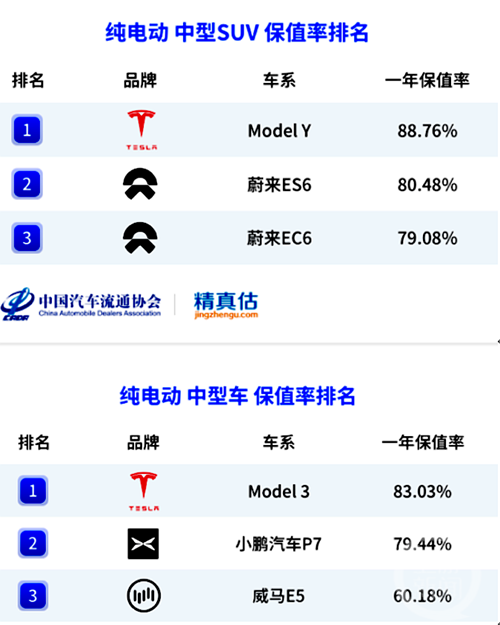 纯电动 中型SUV 保值率排名
排名 品牌 车系 一年保值率
1 TESLA Model Y 88.76%
2 蔚来ES6 80.48%
3 蔚来EC6 79.08%
CADA 中国汽车流通协会 China Automobile Dealers Association 精真估 jingzhengu.com
纯电动 中型车 保值率排名
排名 品牌 车系 一年保值率
1 TESLA Model 3 83.03%
2 小鹏汽车P7 79.44%
3 威马E5 60.18%